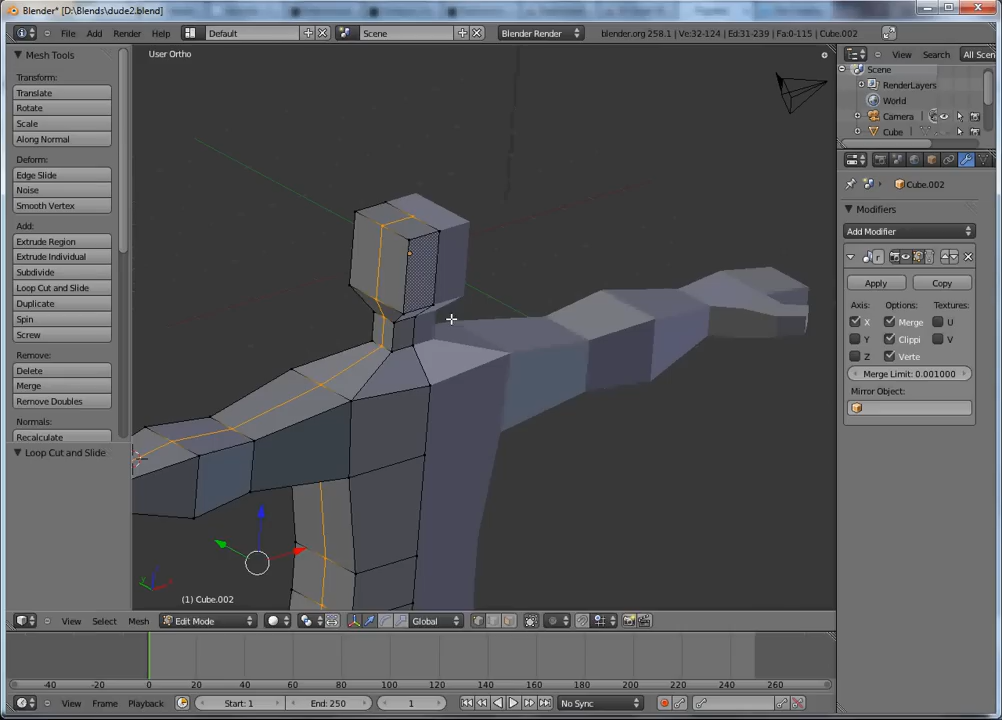 Blender* [D:\Blends\dude2.blend]
File Add Render Help Default Scene Blender Render blender.org 258.1 | Ve:32-124 | Ed:31-239 | Fa:0-115 | Cube.002
Mesh Tools
Transform:
Translate
Rotate
Scale
Along Normal
Deform:
Edge Slide
Noise
Smooth Vertex
Add:
Extrude Region
Extrude Individual
Subdivide
Loop Cut and Slide
Duplicate
Spin
Screw
Remove:
Delete
Merge
Remove Doubles
Normals:
Recalculate
Loop Cut and Slide
User Ortho
(1) Cube.002
View Select Mesh Edit Mode Global
View Search All Scen
Scene
RenderLayers
World
Camera
Cube
Cube.002
Modifiers
Add Modifier
Apply Copy
Axis: Options: Textures:
X Merge U
Y Clippi V
Z Verte
Merge Limit: 0.001000
Mirror Object:
-40 -20 0 20 40 60 80 100 120 140 160 180 200 220 240 260
View Frame Playback Start: 1 End: 250 1 No Sync